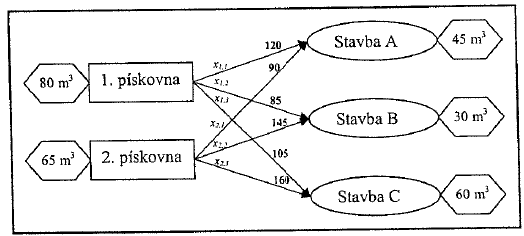 120 Stavba A 45 m³
x1,1 90
80 m³ 1. pískovna x1,2
x1,3 85
Stavba B 30 m³
x2,1 145
65 m³ 2. pískovna x2,2 105
x2,3 160
Stavba C 60 m³